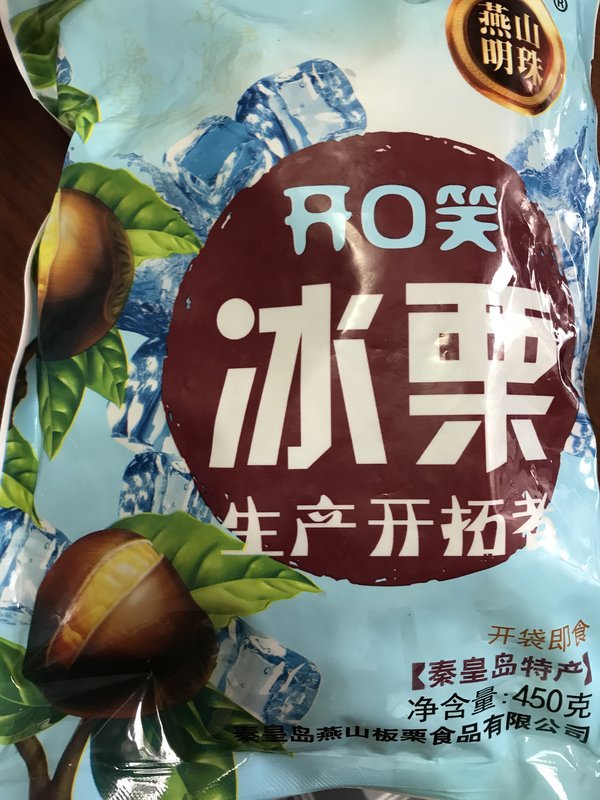 燕山
明珠
®
开口笑
冰栗
生产开拓者
开袋即食
【秦皇岛特产】
净含量:450克
秦皇岛燕山板栗食品有限公司